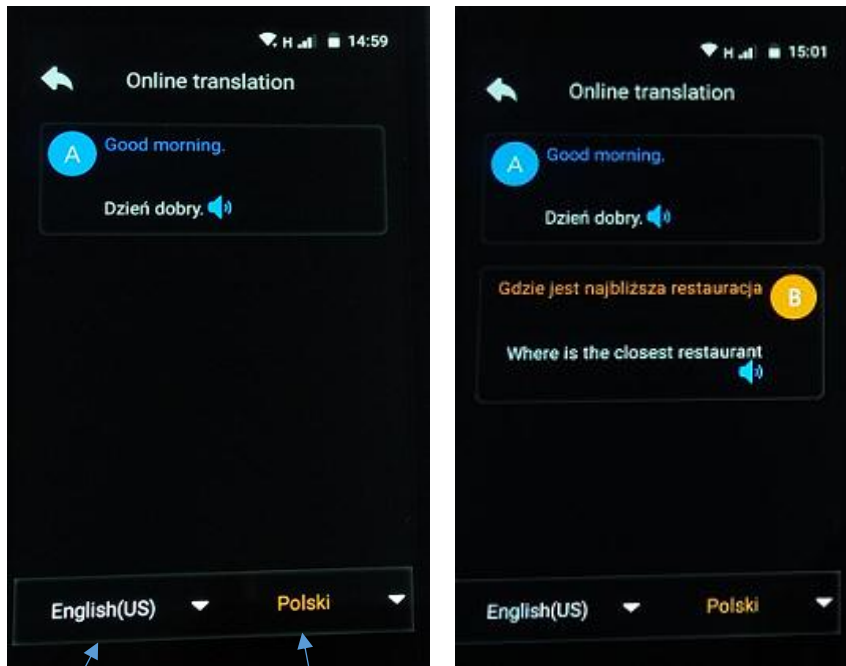 H 14:59
Online translation
A
Good morning.
Dzień dobry.
English(US) Polski
H 15:01
Online translation
A
Good morning.
Dzień dobry.
Gdzie jest najbliższa restauracja
B
Where is the closest restaurant
English(US) Polski